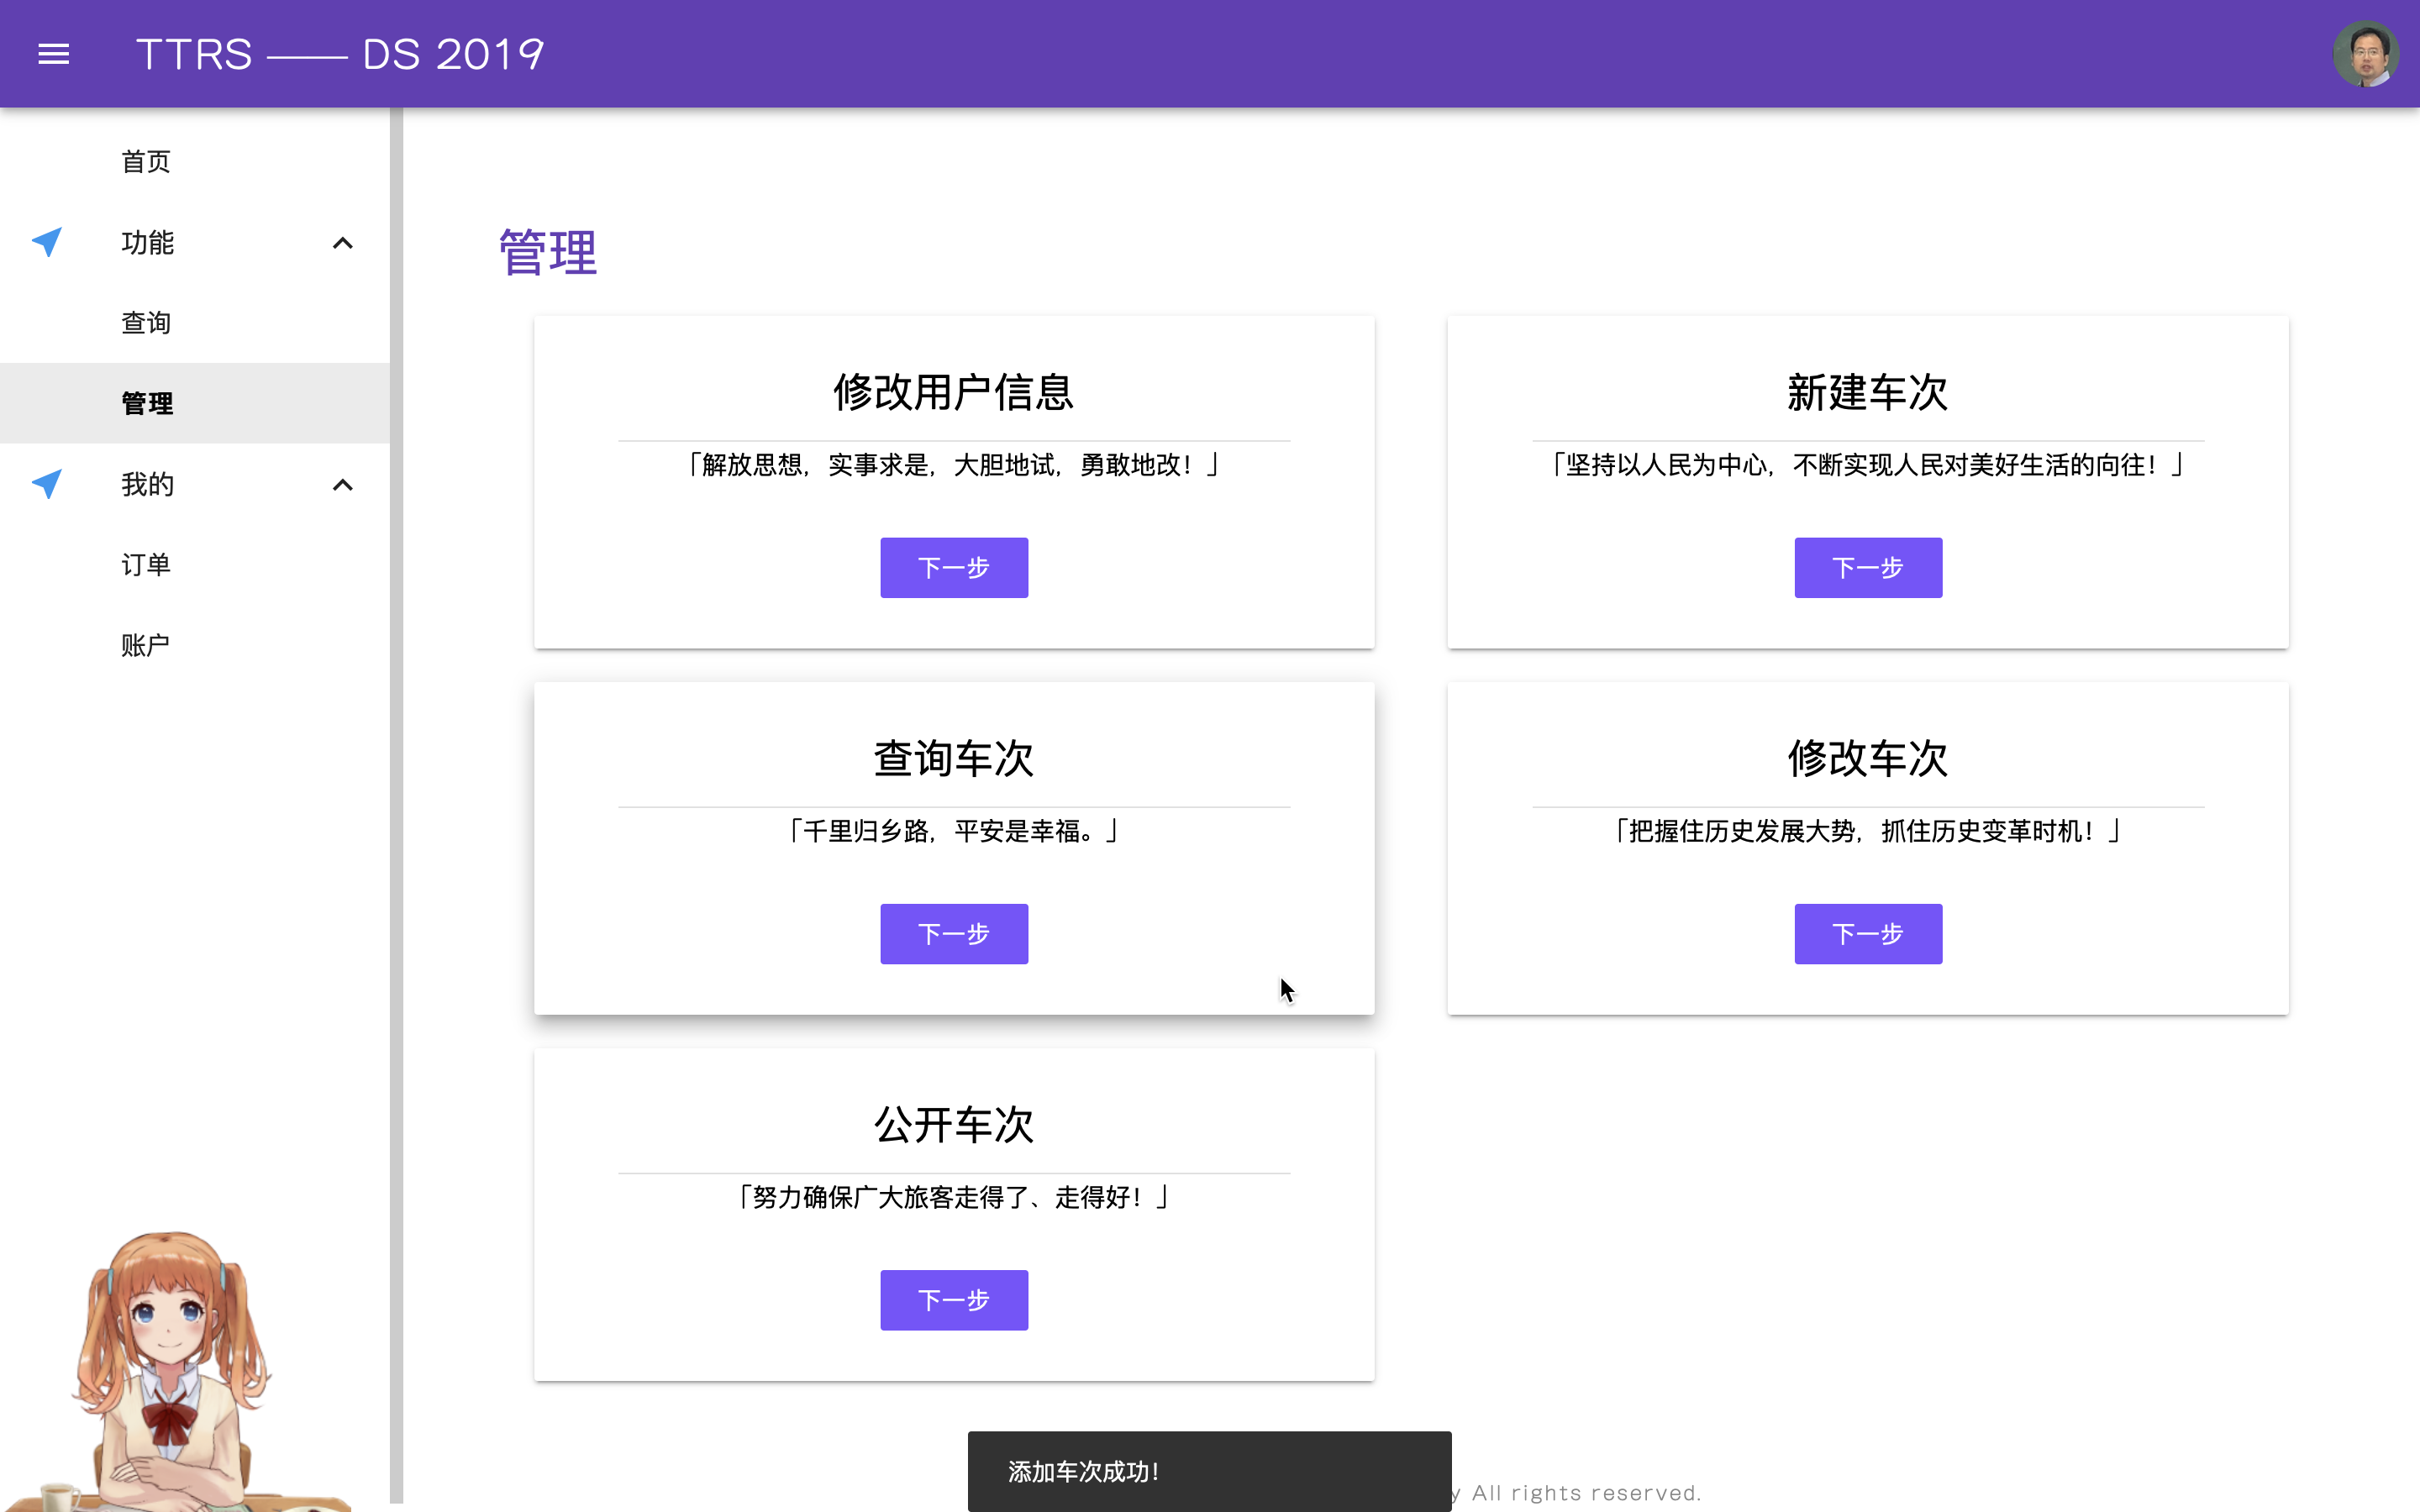 TTRS —— DS 2019
首页
功能
查询
管理
我的
订单
账户
管理
修改用户信息
「解放思想，实事求是，大胆地试，勇敢地改！」
下一步
新建车次
「坚持以人民为中心，不断实现人民对美好生活的向往！」
下一步
查询车次
「千里归乡路，平安是幸福。」
下一步
修改车次
「把握住历史发展大势，抓住历史变革时机！」
下一步
公开车次
「努力确保广大旅客走得了、走得好！」
下一步
添加车次成功！
y All rights reserved.